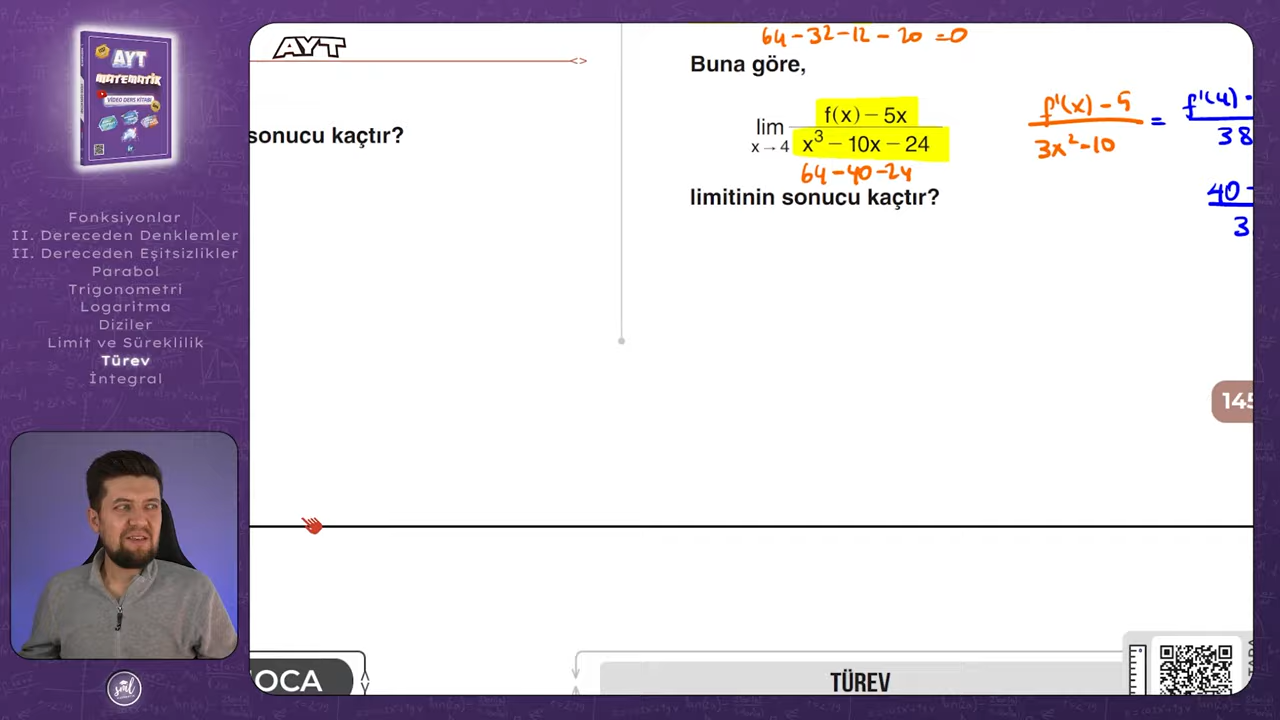 AYT
MATEMATİK
VİDEO DERS KİTABI
Fonksiyonlar
II. Dereceden Denklemler
II. Dereceden Eşitsizlikler
Parabol
Trigonometri
Logaritma
Diziler
Limit ve Süreklilik
Türev
İntegral
sml
AYT
sonucu kaçtır?
64-32-12-20 =0
Buna göre,
lim x→4 f(x) – 5x / x³ – 10x – 24
64-40-24
limitinin sonucu kaçtır?
f'(x) - 5 / 3x² - 10 = f'(4) - / 38
40 - / 3
145
OCA
TÜREV